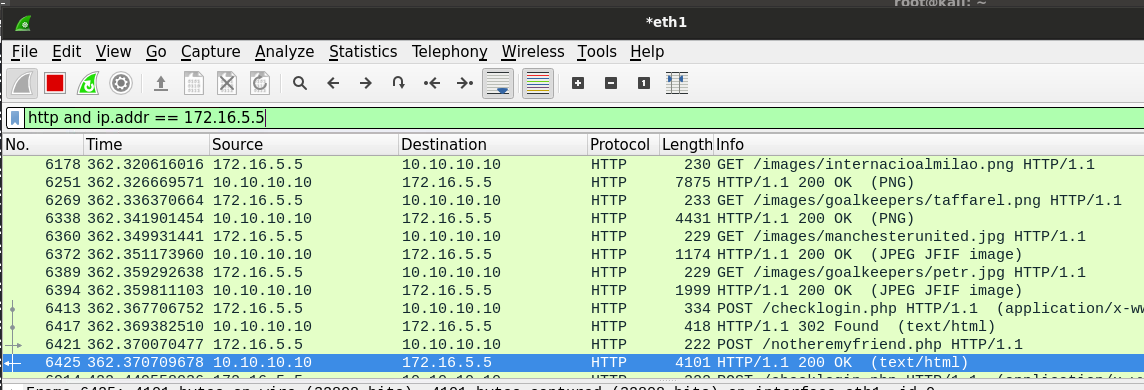 root@kali: ~
*eth1
File Edit View Go Capture Analyze Statistics Telephony Wireless Tools Help
http and ip.addr == 172.16.5.5
No. Time Source Destination Protocol Length Info
6178 362.320616016 172.16.5.5 10.10.10.10 HTTP 230 GET /images/internacioalmilao.png HTTP/1.1
6251 362.326669571 10.10.10.10 172.16.5.5 HTTP 7875 HTTP/1.1 200 OK (PNG)
6269 362.336370664 172.16.5.5 10.10.10.10 HTTP 233 GET /images/goalkeepers/taffarel.png HTTP/1.1
6338 362.341901454 10.10.10.10 172.16.5.5 HTTP 4431 HTTP/1.1 200 OK (PNG)
6360 362.349931441 172.16.5.5 10.10.10.10 HTTP 229 GET /images/manchesterunited.jpg HTTP/1.1
6372 362.351173960 10.10.10.10 172.16.5.5 HTTP 1174 HTTP/1.1 200 OK (JPEG JFIF image)
6389 362.359292638 172.16.5.5 10.10.10.10 HTTP 229 GET /images/goalkeepers/petr.jpg HTTP/1.1
6394 362.359811103 10.10.10.10 172.16.5.5 HTTP 1999 HTTP/1.1 200 OK (JPEG JFIF image)
6413 362.367706752 172.16.5.5 10.10.10.10 HTTP 334 POST /checklogin.php HTTP/1.1 (application/x-ww
6417 362.369382510 10.10.10.10 172.16.5.5 HTTP 418 HTTP/1.1 302 Found (text/html)
6421 362.370070477 172.16.5.5 10.10.10.10 HTTP 222 POST /notheremyfriend.php HTTP/1.1
6425 362.370709678 10.10.10.10 172.16.5.5 HTTP 4101 HTTP/1.1 200 OK (text/html)